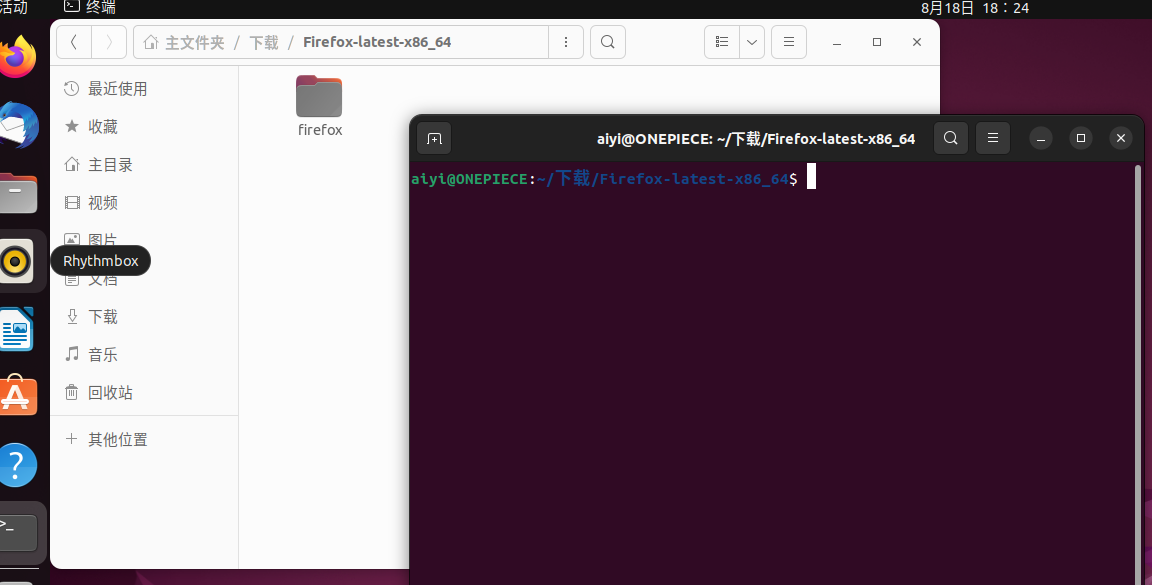 活动
终端
8月18日 18：24
主文件夹 / 下载 / Firefox-latest-x86_64
最近使用
收藏
主目录
视频
图片
Rhythmbox
文档
下载
音乐
回收站
其他位置
firefox
aiyi@ONEPIECE: ~/下载/Firefox-latest-x86_64
aiyi@ONEPIECE:~/下载/Firefox-latest-x86_64$